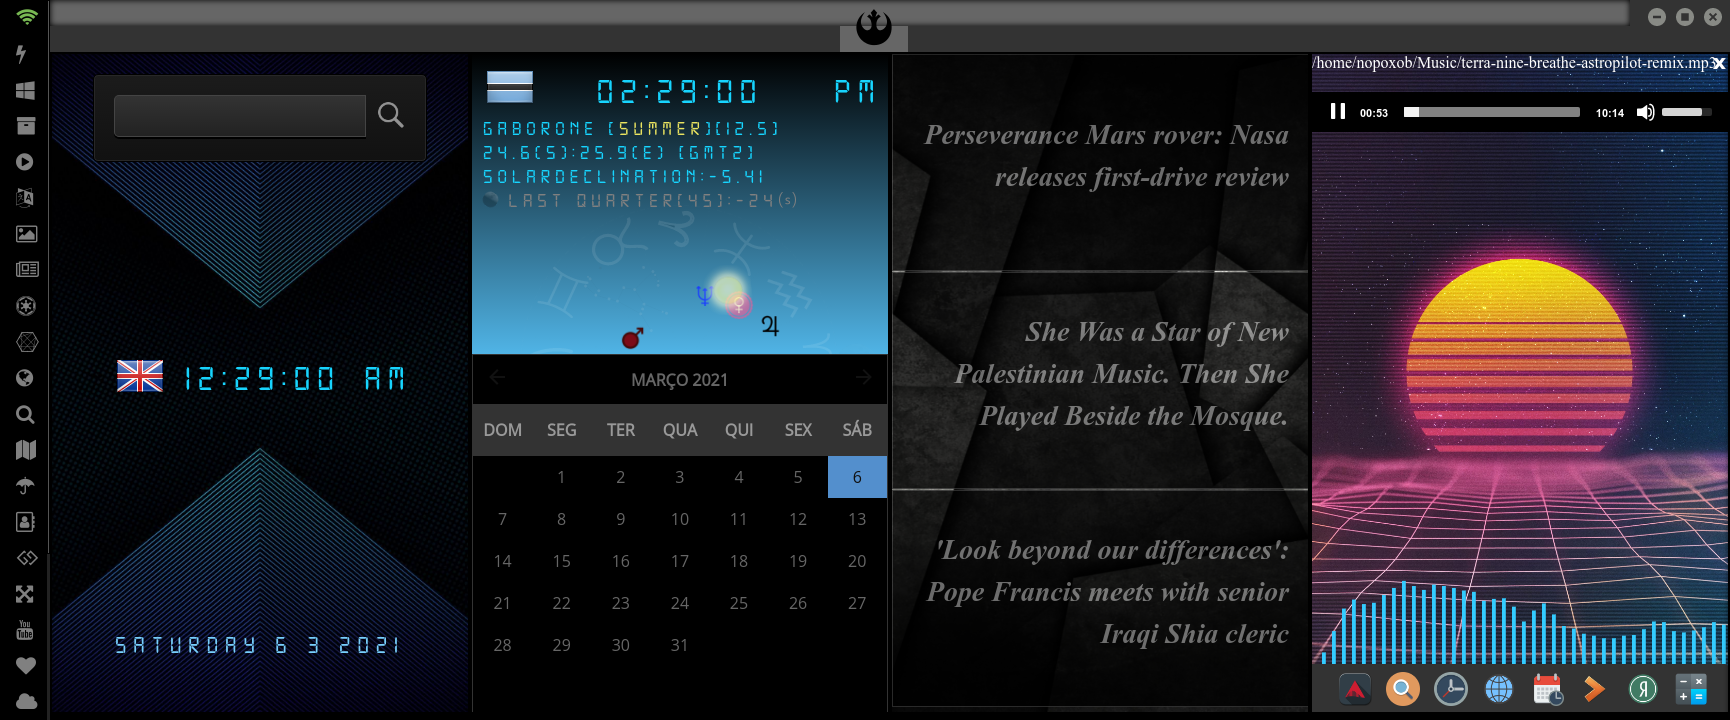 12:29:00 AM
SATURDAY 6 3 2021
02:29:00 PM
GABORONE (SUMMER)(12.5)
24.6(S):25.9(E) (GMT2)
SOLARDECLINATION:-5.41
LAST QUARTER(45):-24(s)
MARÇO 2021
DOM SEG TER QUA QUI SEX SÁB
1 2 3 4 5 6
7 8 9 10 11 12 13
14 15 16 17 18 19 20
21 22 23 24 25 26 27
28 29 30 31
Perseverance Mars rover: Nasa
releases first-drive review
She Was a Star of New
Palestinian Music. Then She
Played Beside the Mosque.
'Look beyond our differences':
Pope Francis meets with senior
Iraqi Shia cleric
/home/nopoxob/Music/terra-nine-breathe-astropilot-remix.mp3
00:53 10:14
You
Tube
Я